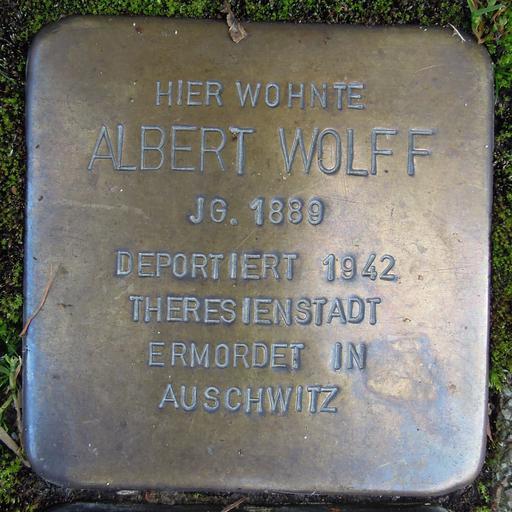 HIER WOHNTE
ALBERT WOLFF
JG. 1889
DEPORTIERT 1942
THERESIENSTADT
ERMORDET IN
AUSCHWITZ